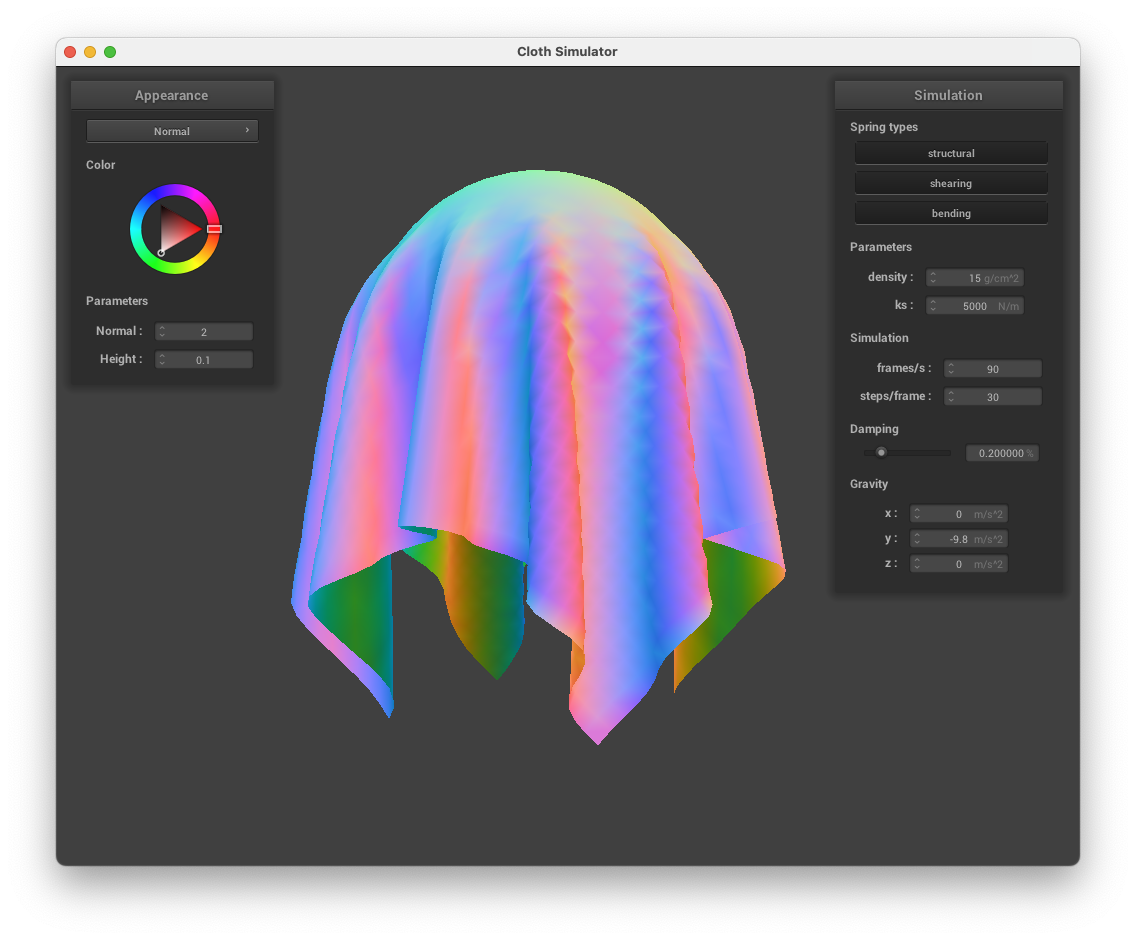 Cloth Simulator
Appearance
Normal ›
Color
Parameters
Normal : 2
Height : 0.1
Simulation
Spring types
structural
shearing
bending
Parameters
density : 15 g/cm^2
ks : 5000 N/m
Simulation
frames/s : 90
steps/frame : 30
Damping
0.200000 %
Gravity
x : 0 m/s^2
y : -9.8 m/s^2
z : 0 m/s^2